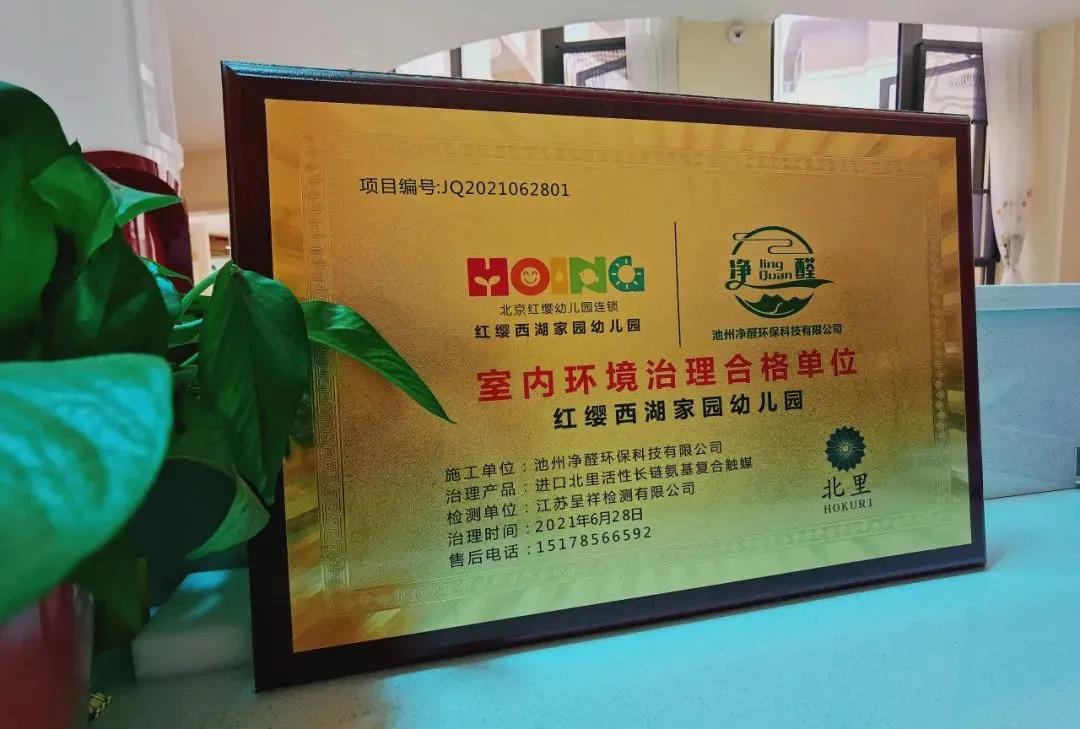 项目编号:JQ2021062801
HOING
北京红缨幼儿园连锁
红缨西湖家园幼儿园
净 Jing Quan 醛
池州净醛环保科技有限公司
室内环境治理合格单位
红缨西湖家园幼儿园
施工单位：池州净醛环保科技有限公司
治理产品：进口北里活性长链氨基复合触媒
检测单位：江苏呈祥检测有限公司
治理时间：2021年6月28日
售后电话：15178566592
北里
HOKURI